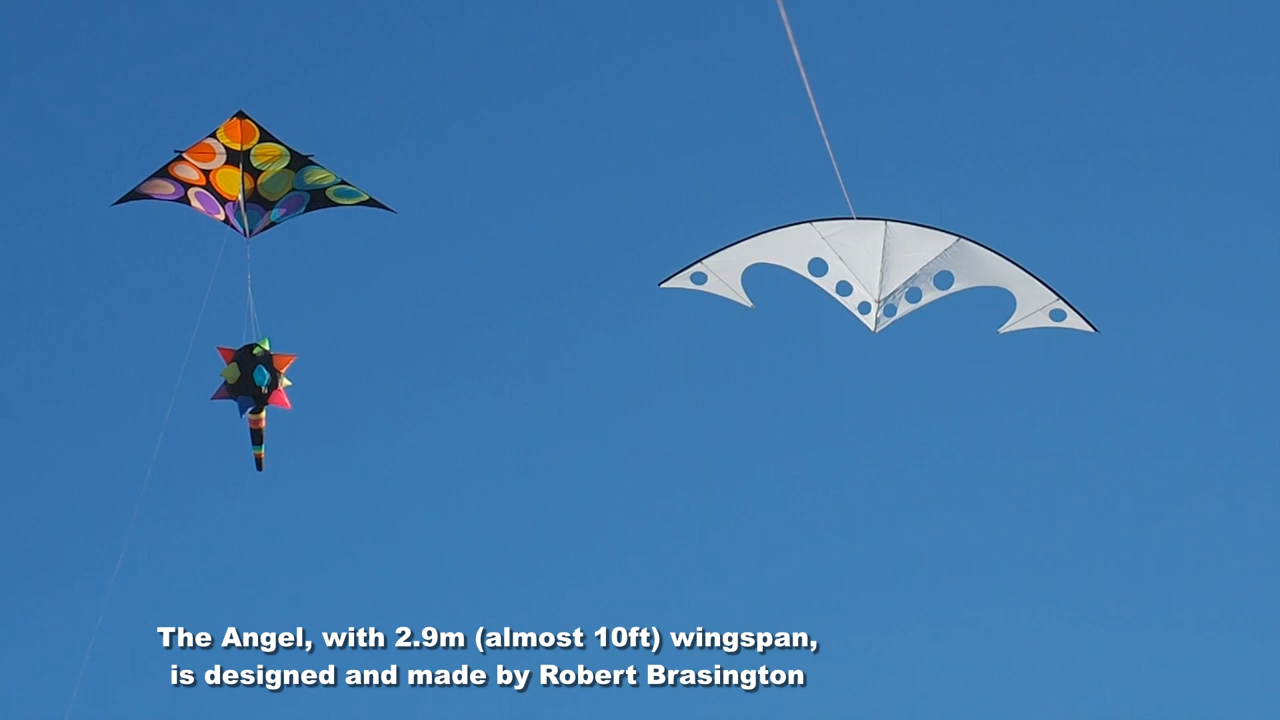 The Angel, with 2.9m (almost 10ft) wingspan,
is designed and made by Robert Brasington